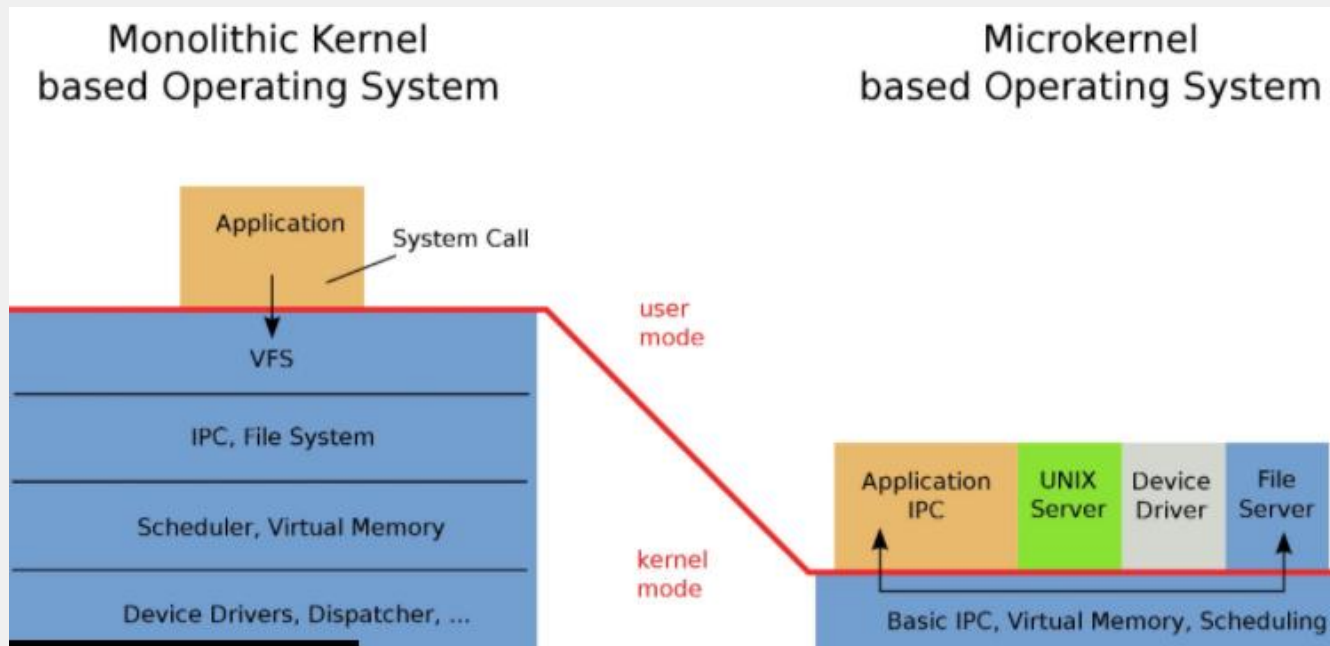 Monolithic Kernel
based Operating System
Microkernel
based Operating System
Application
System Call
user
mode
VFS
IPC, File System
Scheduler, Virtual Memory
kernel
mode
Device Drivers, Dispatcher, ...
Application
IPC
UNIX
Server
Device
Driver
File
Server
Basic IPC, Virtual Memory, Scheduling